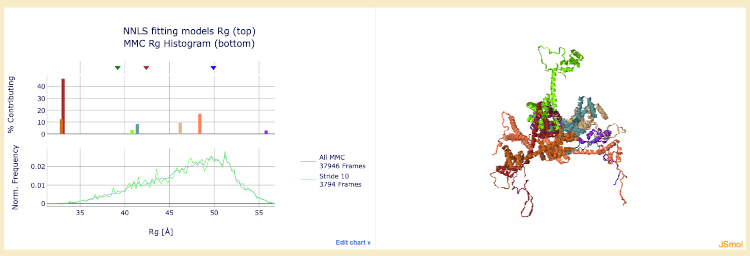 NNLS fitting models Rg (top)
MMC Rg Histogram (bottom)
% Contributing
40
30
20
10
0
Norm. Frequency
0.02
0.01
0
35
40
45
50
55
Rg [Å]
All MMC
37946 Frames
Stride 10
3794 Frames
Edit chart »
JSmol